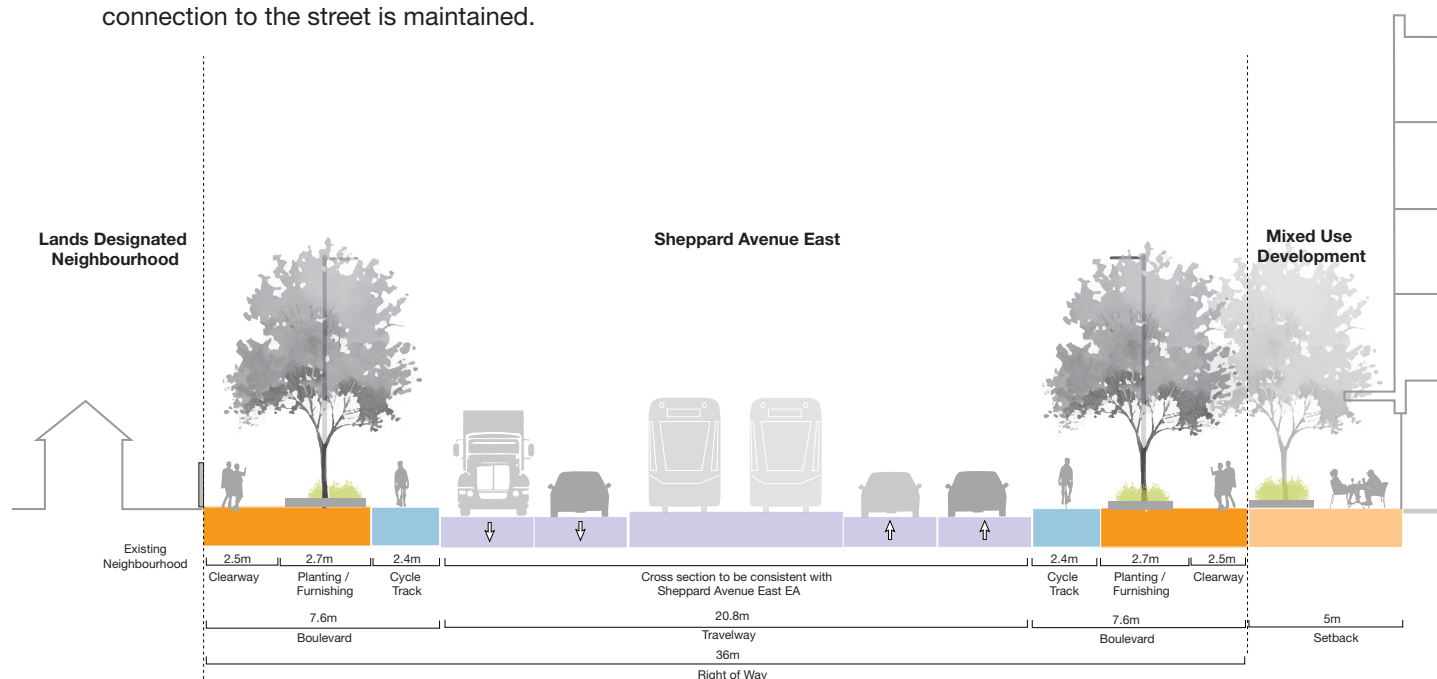 connection to the street is maintained.
Lands Designated
Neighbourhood
Sheppard Avenue East
Mixed Use
Development
Existing
Neighbourhood
2.5m
Clearway
2.7m
Planting /
Furnishing
2.4m
Cycle
Track
Cross section to be consistent with
Sheppard Avenue East EA
2.4m
Cycle
Track
2.7m
Planting /
Furnishing
2.5m
Clearway
7.6m
Boulevard
20.8m
Travelway
7.6m
Boulevard
5m
Setback
36m
Right of Way